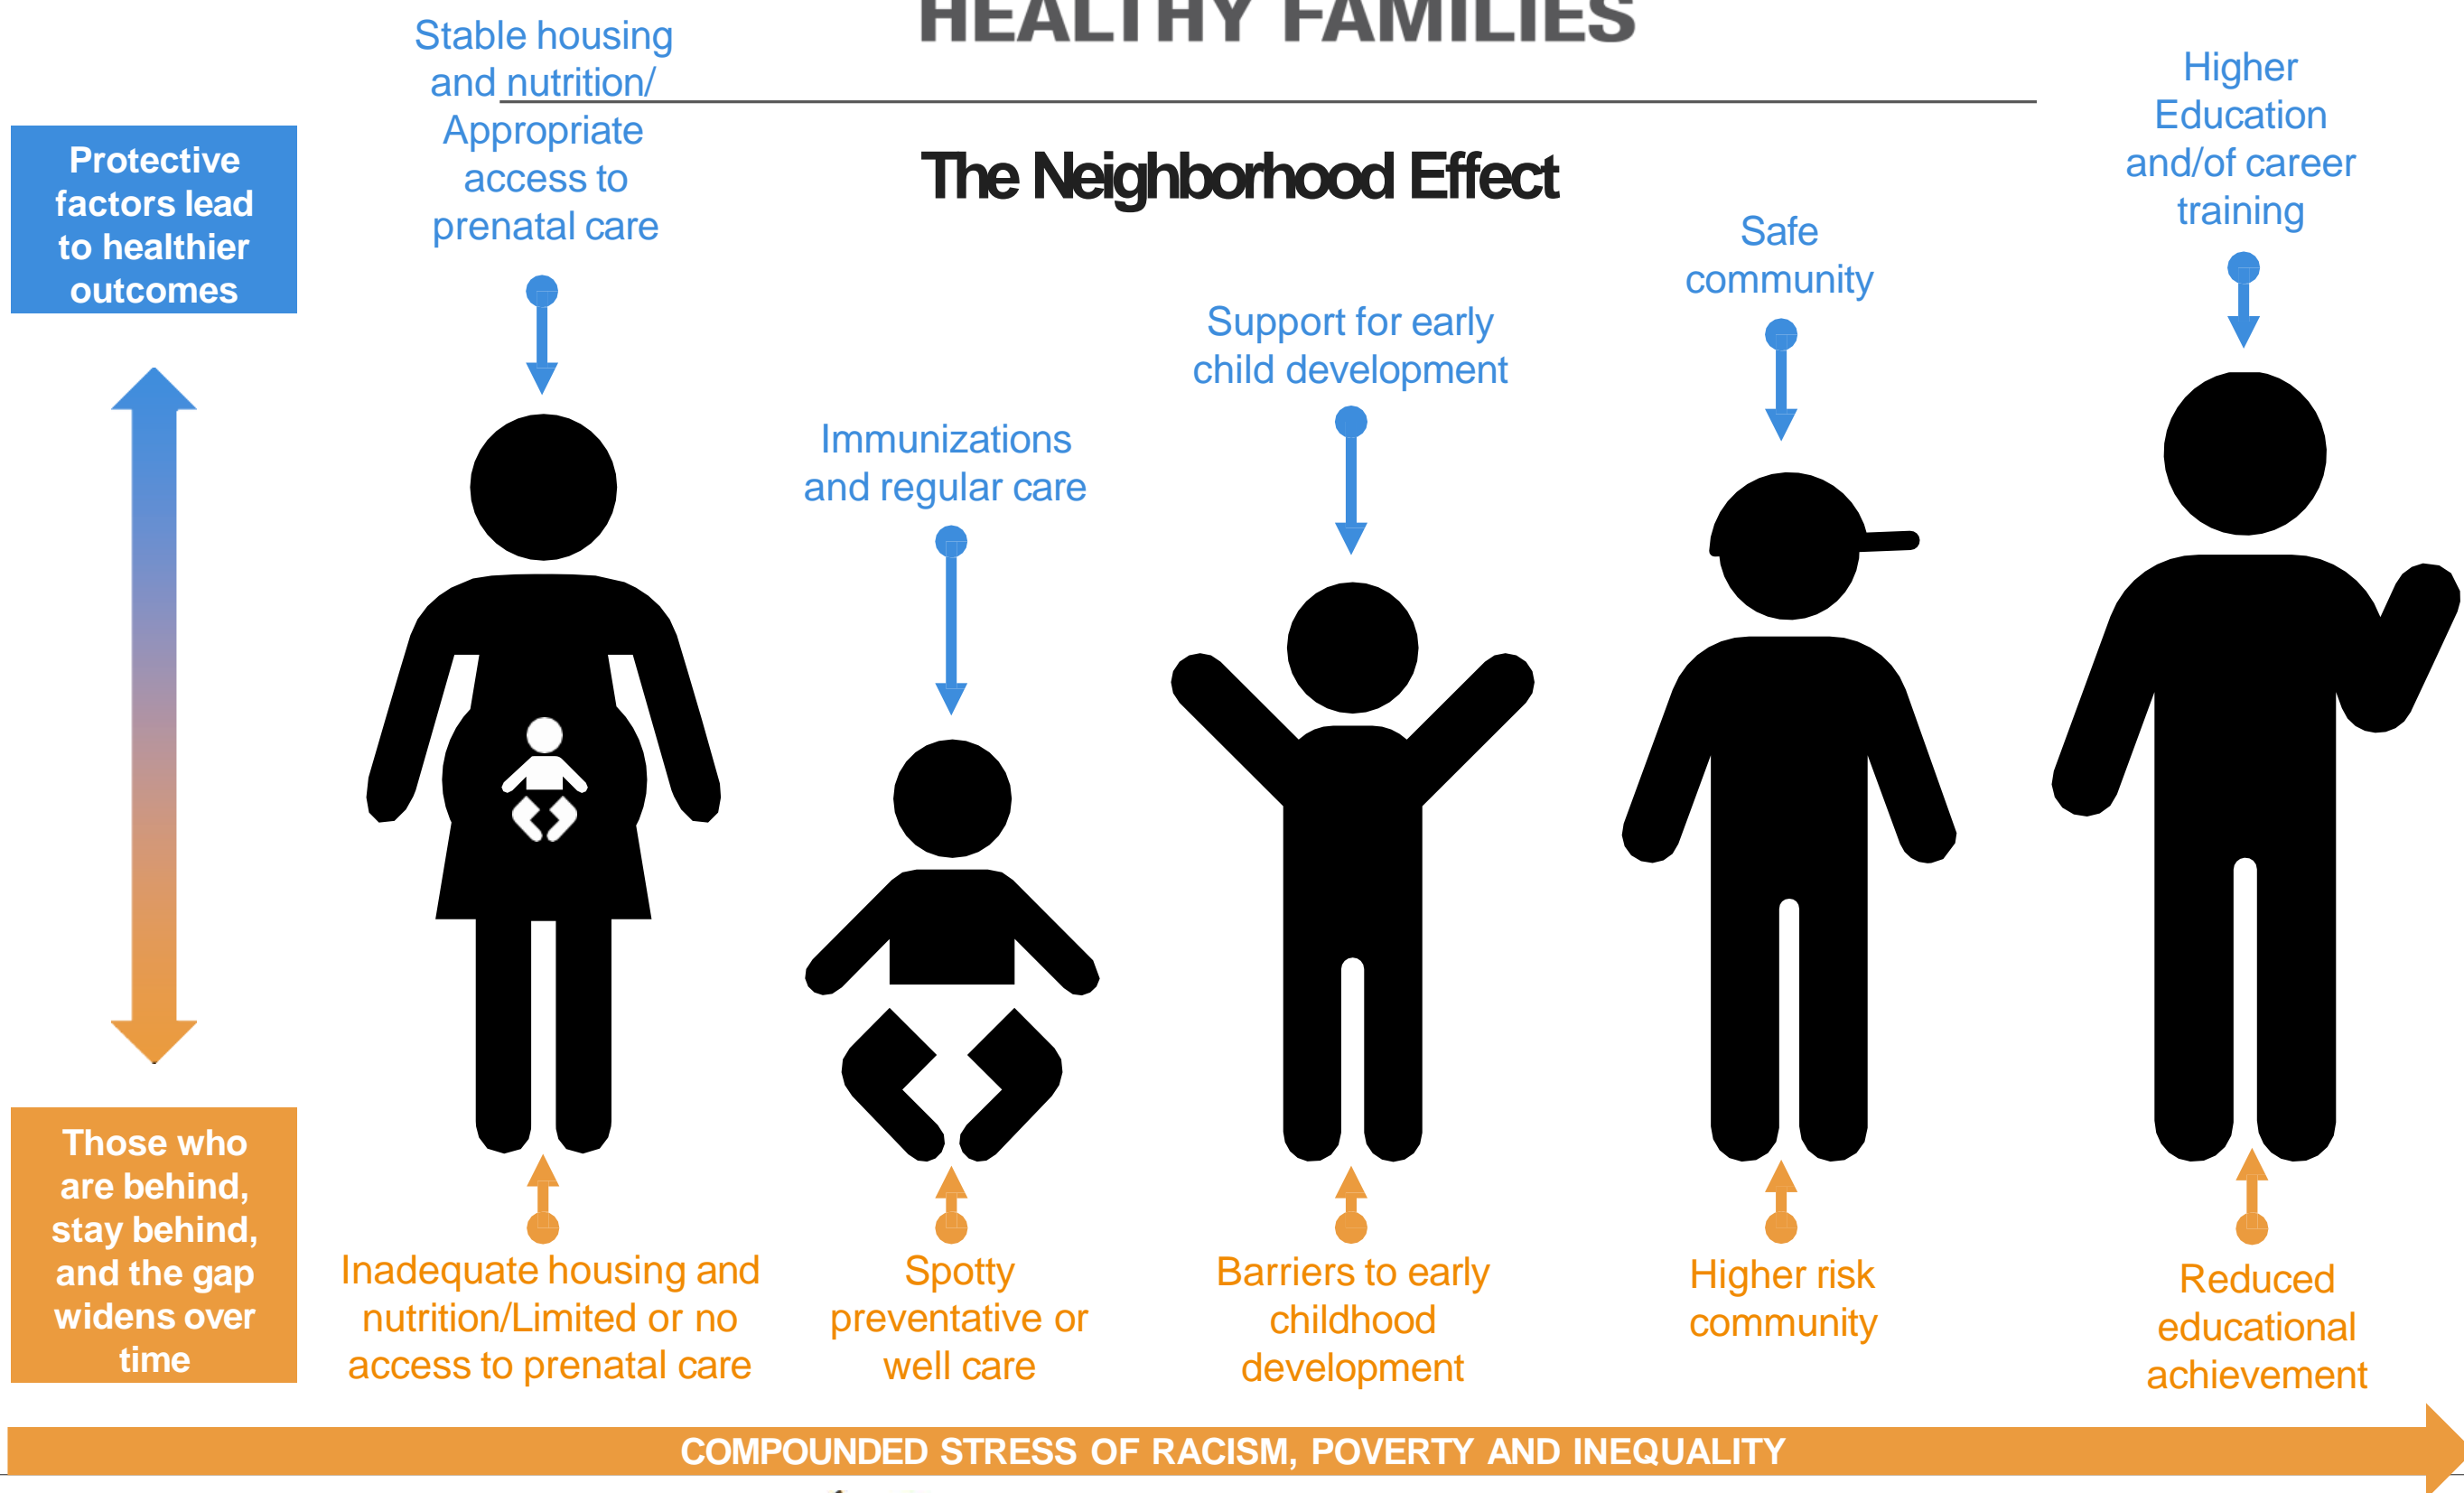 HEALTHY FAMILIES
The Neighborhood Effect
Protective
factors lead
to healthier
outcomes
Stable housing
and nutrition/
Appropriate
access to
prenatal care
Immunizations
and regular care
Support for early
child development
Safe
community
Higher
Education
and/of career
training
Those who
are behind,
stay behind,
and the gap
widens over
time
Inadequate housing and
nutrition/Limited or no
access to prenatal care
Spotty
preventative or
well care
Barriers to early
childhood
development
Higher risk
community
Reduced
educational
achievement
COMPOUNDED STRESS OF RACISM, POVERTY AND INEQUALITY